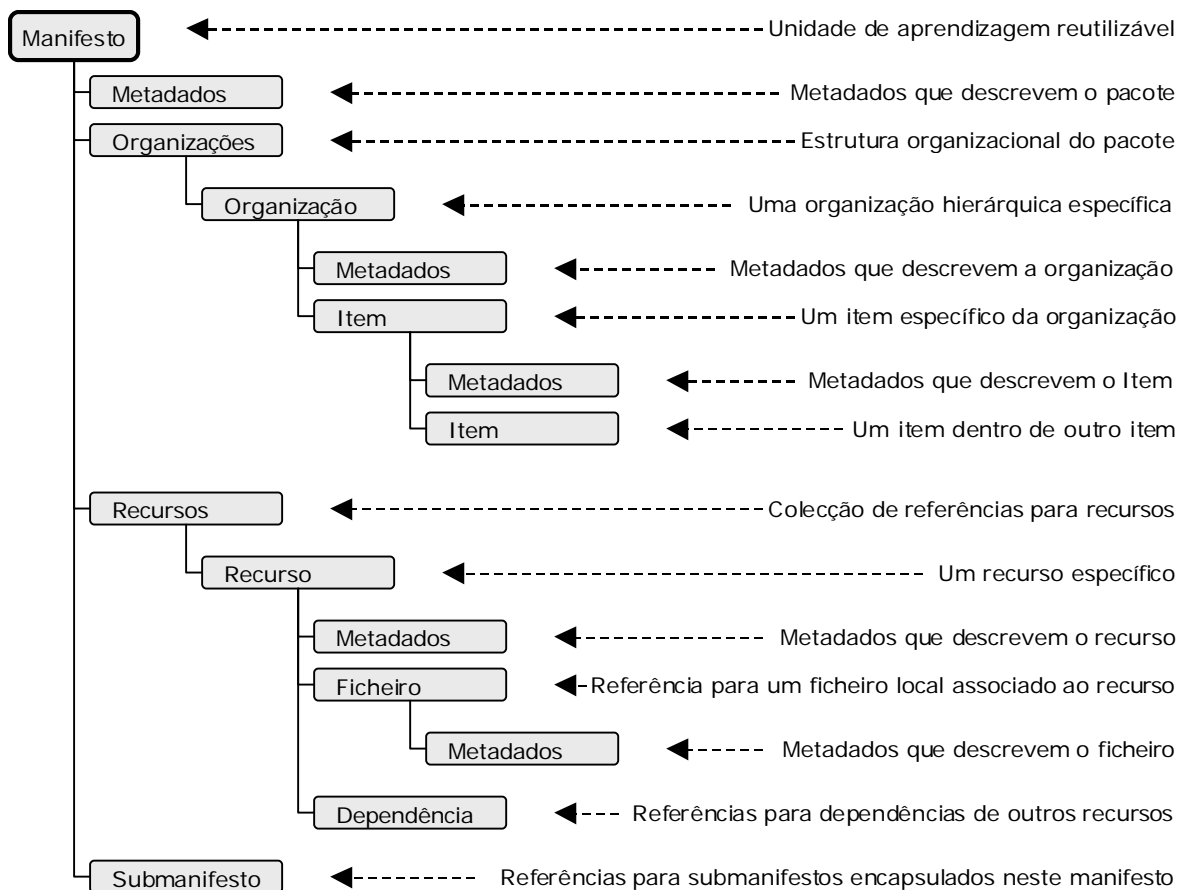 Manifesto Unidade de aprendizagem reutilizável
Metadados Metadados que descrevem o pacote
Organizações Estrutura organizacional do pacote
Organização Uma organização hierárquica específica
Metadados Metadados que descrevem a organização
Item Um item específico da organização
Metadados Metadados que descrevem o Item
Item Um item dentro de outro item
Recursos Colecção de referências para recursos
Recurso Um recurso específico
Metadados Metadados que descrevem o recurso
Ficheiro Referência para um ficheiro local associado ao recurso
Metadados Metadados que descrevem o ficheiro
Dependência Referências para dependências de outros recursos
Submanifesto Referências para submanifestos encapsulados neste manifesto